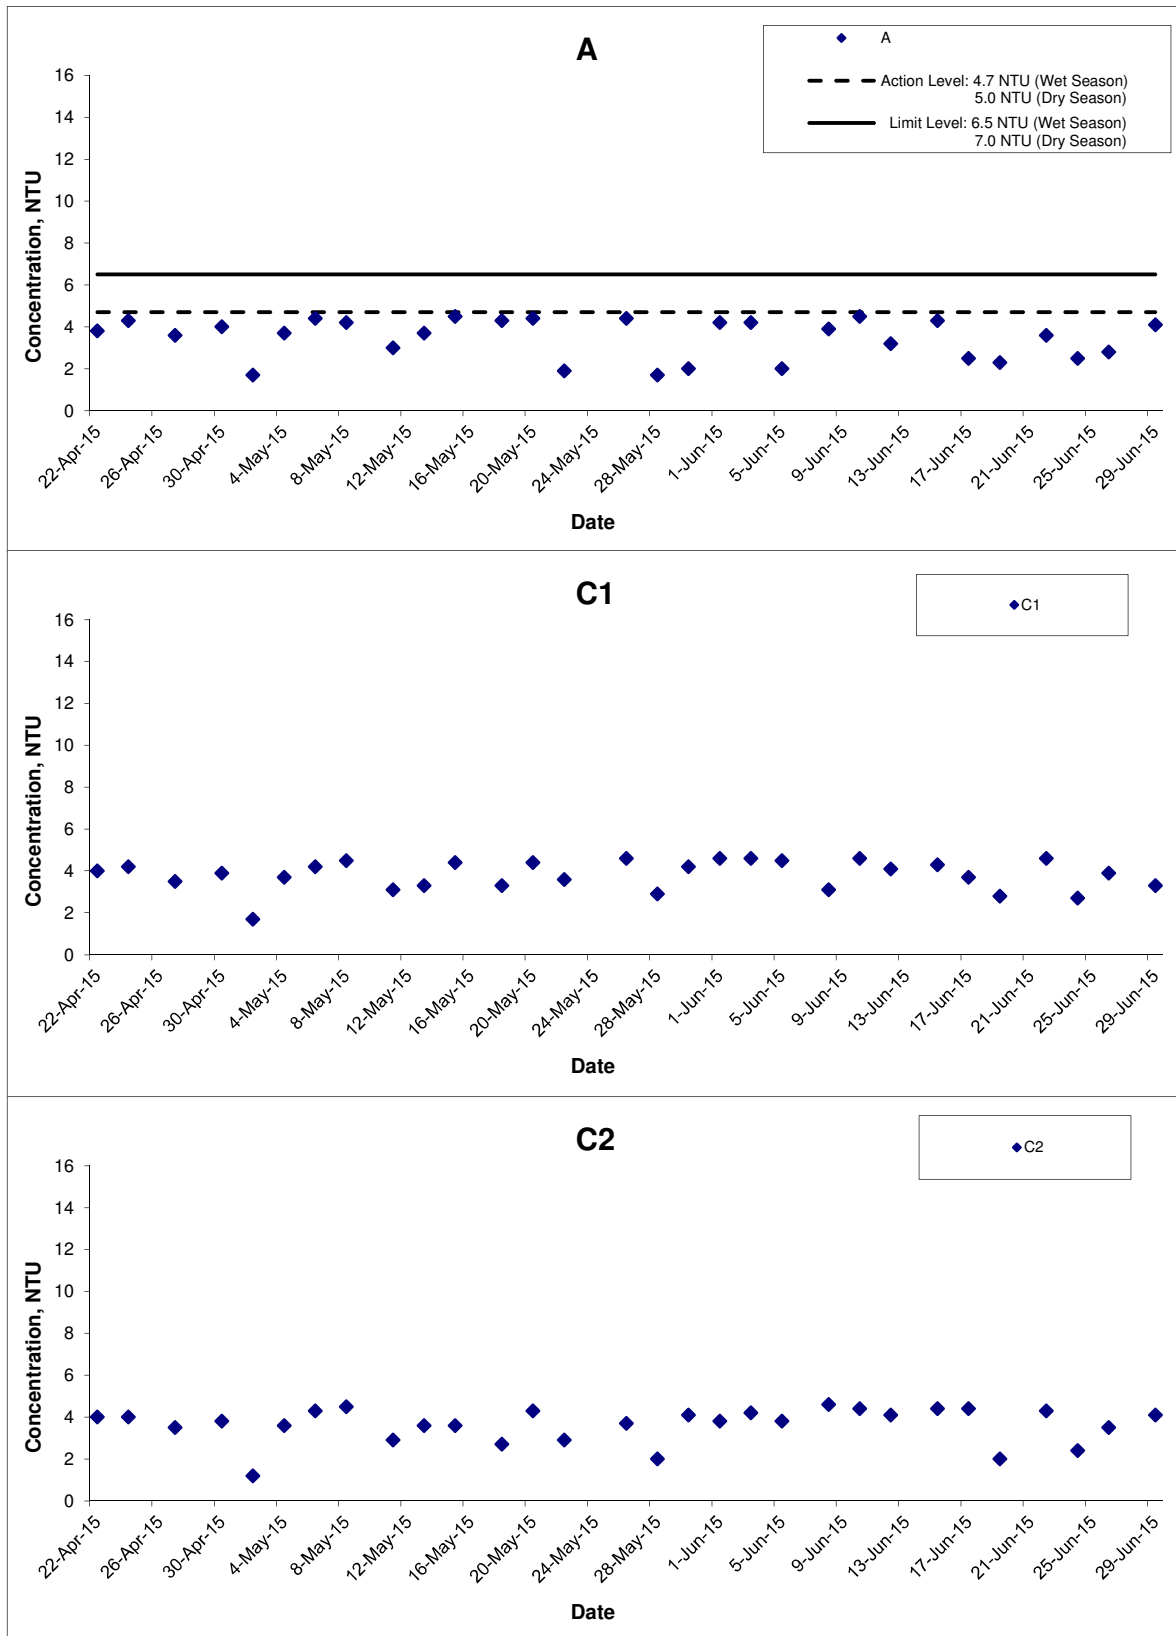 A
A
Action Level: 4.7 NTU (Wet Season)
5.0 NTU (Dry Season)
Limit Level: 6.5 NTU (Wet Season)
7.0 NTU (Dry Season)
Concentration, NTU
16
14
12
10
8
6
4
2
0
22-Apr-15
26-Apr-15
30-Apr-15
4-May-15
8-May-15
12-May-15
16-May-15
20-May-15
24-May-15
28-May-15
1-Jun-15
5-Jun-15
9-Jun-15
13-Jun-15
17-Jun-15
21-Jun-15
25-Jun-15
29-Jun-15
Date
C1
C1
Concentration, NTU
16
14
12
10
8
6
4
2
0
22-Apr-15
26-Apr-15
30-Apr-15
4-May-15
8-May-15
12-May-15
16-May-15
20-May-15
24-May-15
28-May-15
1-Jun-15
5-Jun-15
9-Jun-15
13-Jun-15
17-Jun-15
21-Jun-15
25-Jun-15
29-Jun-15
Date
C2
C2
Concentration, NTU
16
14
12
10
8
6
4
2
0
22-Apr-15
26-Apr-15
30-Apr-15
4-May-15
8-May-15
12-May-15
16-May-15
20-May-15
24-May-15
28-May-15
1-Jun-15
5-Jun-15
9-Jun-15
13-Jun-15
17-Jun-15
21-Jun-15
25-Jun-15
29-Jun-15
Date